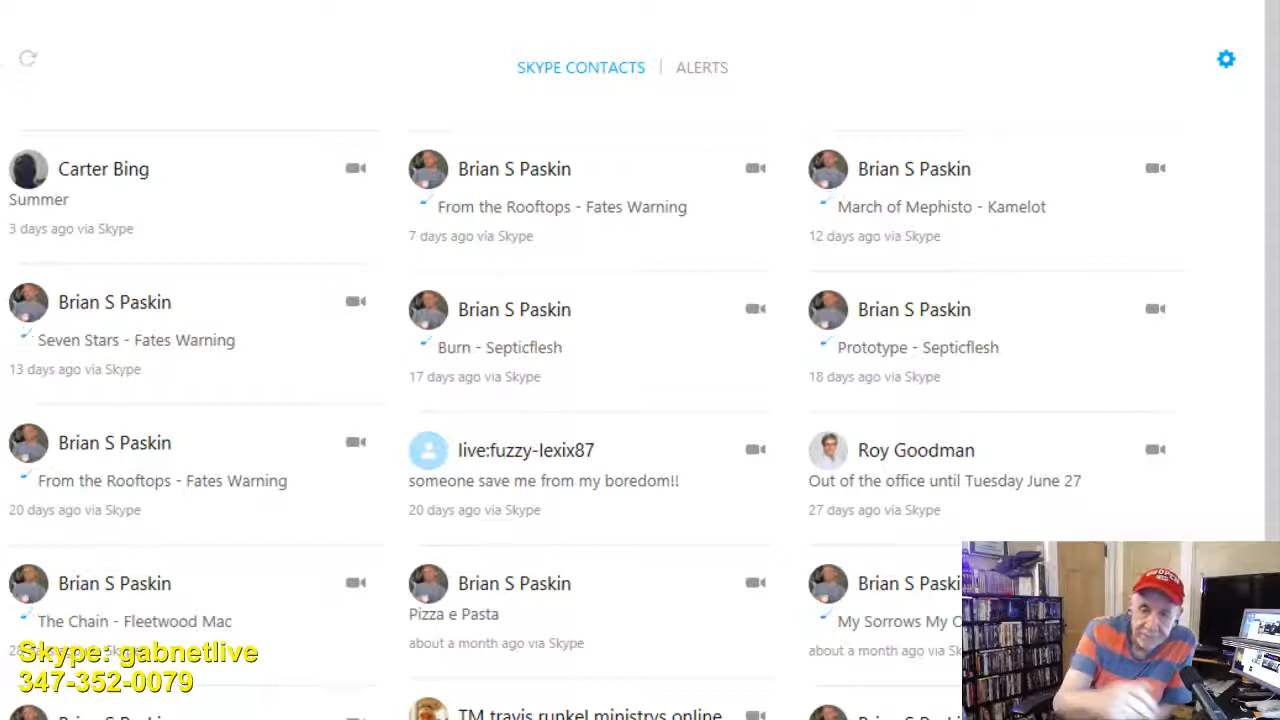 SKYPE CONTACTS | ALERTS
Carter Bing
Summer
3 days ago via Skype
Brian S Paskin
From the Rooftops - Fates Warning
7 days ago via Skype
Brian S Paskin
March of Mephisto - Kamelot
12 days ago via Skype
Brian S Paskin
Seven Stars - Fates Warning
13 days ago via Skype
Brian S Paskin
Burn - Septicflesh
17 days ago via Skype
Brian S Paskin
Prototype - Septicflesh
18 days ago via Skype
Brian S Paskin
From the Rooftops - Fates Warning
20 days ago via Skype
live:fuzzy-lexix87
someone save me from my boredom!!
20 days ago via Skype
Roy Goodman
Out of the office until Tuesday June 27
27 days ago via Skype
Brian S Paskin
The Chain - Fleetwood Mac
Brian S Paskin
Pizza e Pasta
about a month ago via Skype
Brian S Paski
My Sorrows My
about a month ago via Sk
Skype: gabnetlive
347-352-0079
TM travis runkel ministrys online